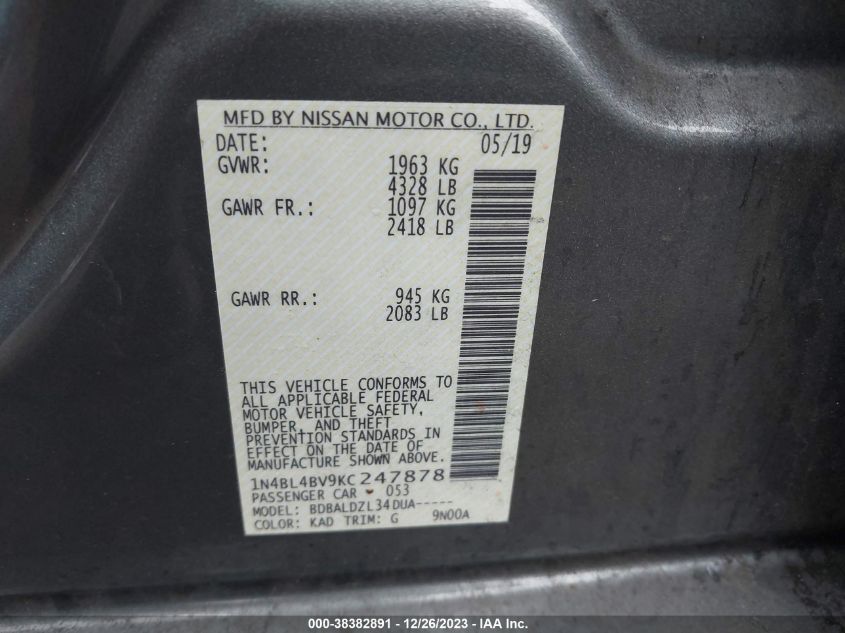 MFD BY NISSAN MOTOR CO., LTD.
DATE: 05/19
GVWR: 1963 KG
4328 LB
GAWR FR.: 1097 KG
2418 LB
GAWR RR.: 945 KG
2083 LB
THIS VEHICLE CONFORMS TO
ALL APPLICABLE FEDERAL
MOTOR VEHICLE SAFETY,
BUMPER, AND THEFT
PREVENTION STANDARDS IN
EFFECT ON THE DATE OF
MANUFACTURE SHOWN ABOVE.
1N4BL4BV9KC247878
PASSENGER CAR 053
MODEL: BDBALDZL34DUA-----
COLOR: KAD TRIM: G 9N00A
000-38382891 - 12/26/2023 - IAA Inc.